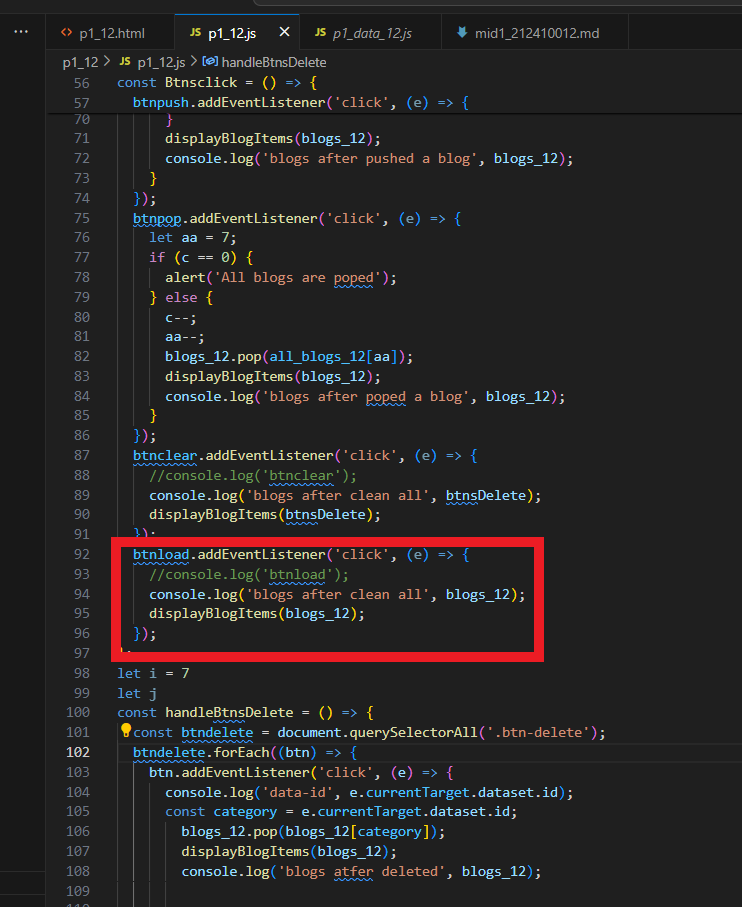 p1_12.html
JS p1_12.js
JS p1_data_12.js
mid1_212410012.md
p1_12 > JS p1_12.js > handleBtnsDelete
56 const Btnsclick = () => {
57 btnpush.addEventListener('click', (e) => {
70 }
71 displayBlogItems(blogs_12);
72 console.log('blogs after pushed a blog', blogs_12);
73 }
74 });
75 btnpop.addEventListener('click', (e) => {
76 let aa = 7;
77 if (c == 0) {
78 alert('All blogs are poped');
79 } else {
80 c--;
81 aa--;
82 blogs_12.pop(all_blogs_12[aa]);
83 displayBlogItems(blogs_12);
84 console.log('blogs after poped a blog', blogs_12);
85 }
86 });
87 btnclear.addEventListener('click', (e) => {
88 //console.log('btnclear');
89 console.log('blogs after clean all', btnsDelete);
90 displayBlogItems(btnsDelete);
91 });
92 btnload.addEventListener('click', (e) => {
93 //console.log('btnload');
94 console.log('blogs after clean all', blogs_12);
95 displayBlogItems(blogs_12);
96 });
97
98 let i = 7
99 let j
100 const handleBtnsDelete = () => {
101 const btndelete = document.querySelectorAll('.btn-delete');
102 btndelete.forEach((btn) => {
103 btn.addEventListener('click', (e) => {
104 console.log('data-id', e.currentTarget.dataset.id);
105 const category = e.currentTarget.dataset.id;
106 blogs_12.pop(blogs_12[category]);
107 displayBlogItems(blogs_12);
108 console.log('blogs atfer deleted', blogs_12);
109